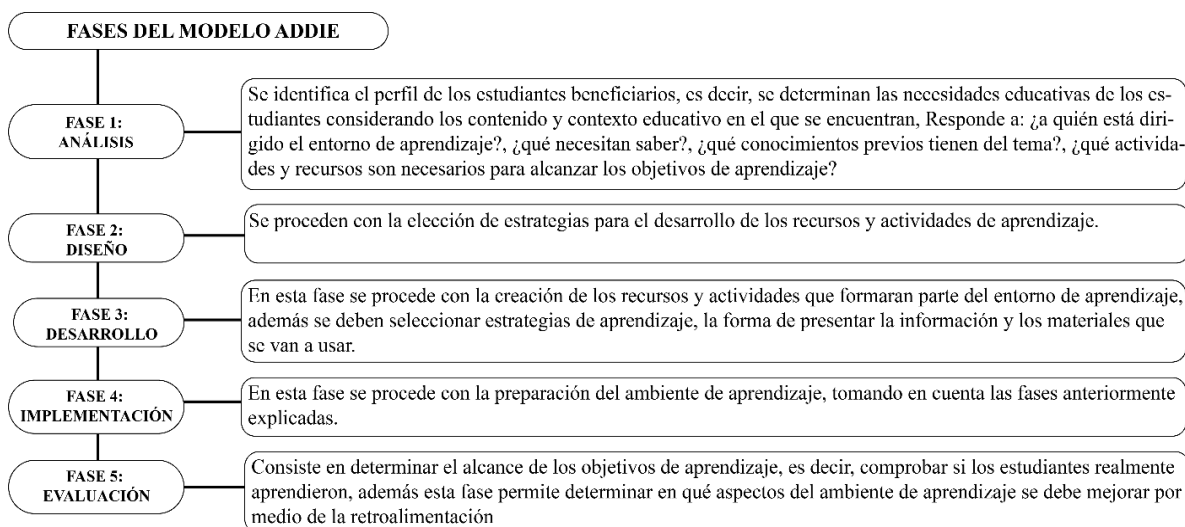 FASES DEL MODELO ADDIE
FASE 1:
ANÁLISIS
Se identifica el perfil de los estudiantes beneficiarios, es decir, se determinan las necesidades educativas de los es-
tudiantes considerando los contenido y contexto educativo en el que se encuentran, Responde a: ¿a quién está diri-
gido el entorno de aprendizaje?, ¿qué necesitan saber?, ¿qué conocimientos previos tienen del tema?, ¿qué activida-
des y recursos son necesarios para alcanzar los objetivos de aprendizaje?
FASE 2:
DISEÑO
Se proceden con la elección de estrategias para el desarrollo de los recursos y actividades de aprendizaje.
FASE 3:
DESARROLLO
En esta fase se procede con la creación de los recursos y actividades que formaran parte del entorno de aprendizaje,
además se deben seleccionar estrategias de aprendizaje, la forma de presentar la información y los materiales que
se van a usar.
FASE 4:
IMPLEMENTACIÓN
En esta fase se procede con la preparación del ambiente de aprendizaje, tomando en cuenta las fases anteriormente
explicadas.
FASE 5:
EVALUACIÓN
Consiste en determinar el alcance de los objetivos de aprendizaje, es decir, comprobar si los estudiantes realmente
aprendieron, además esta fase permite determinar en qué aspectos del ambiente de aprendizaje se debe mejorar por
medio de la retroalimentación